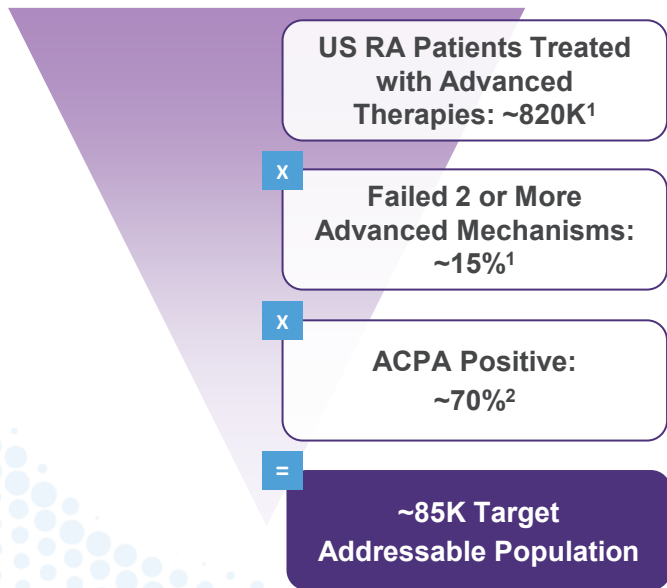 US RA Patients Treated
with Advanced
Therapies: ~820K¹
X
Failed 2 or More
Advanced Mechanisms:
~15%¹
X
ACPA Positive:
~70%²
=
~85K Target
Addressable Population